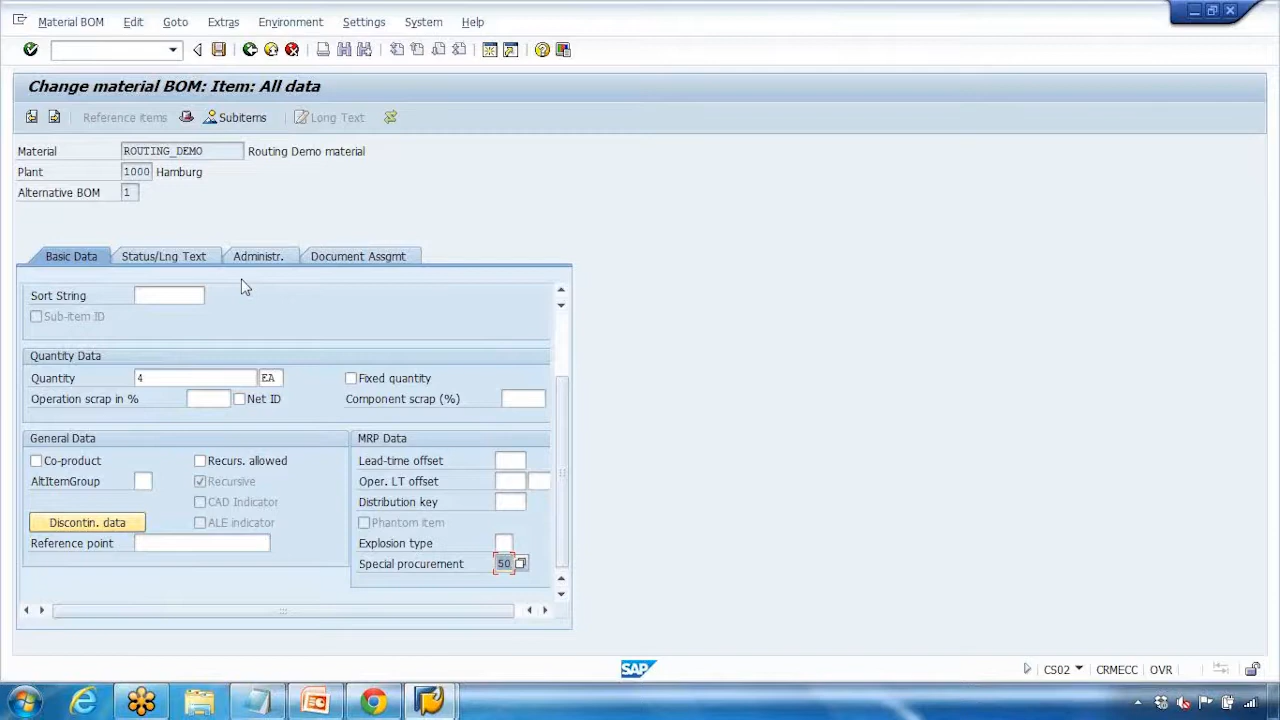 Material BOM Edit Goto Extras Environment Settings System Help
Change material BOM: Item: All data
Reference items Subitems Long Text
Material ROUTING_DEMO Routing Demo material
Plant 1000 Hamburg
Alternative BOM 1
Basic Data Status/Lng Text Administr. Document Assgmt
Sort String
Sub-item ID
Quantity Data
Quantity 4 EA Fixed quantity
Operation scrap in % Net ID Component scrap (%)
General Data MRP Data
Co-product Recurs. allowed Lead-time offset
AltItemGroup Recursive Oper. LT offset
CAD Indicator Distribution key
Discontin. data ALE indicator Phantom item
Reference point Explosion type
Special procurement 50
SAP CS02 CRMECC OVR